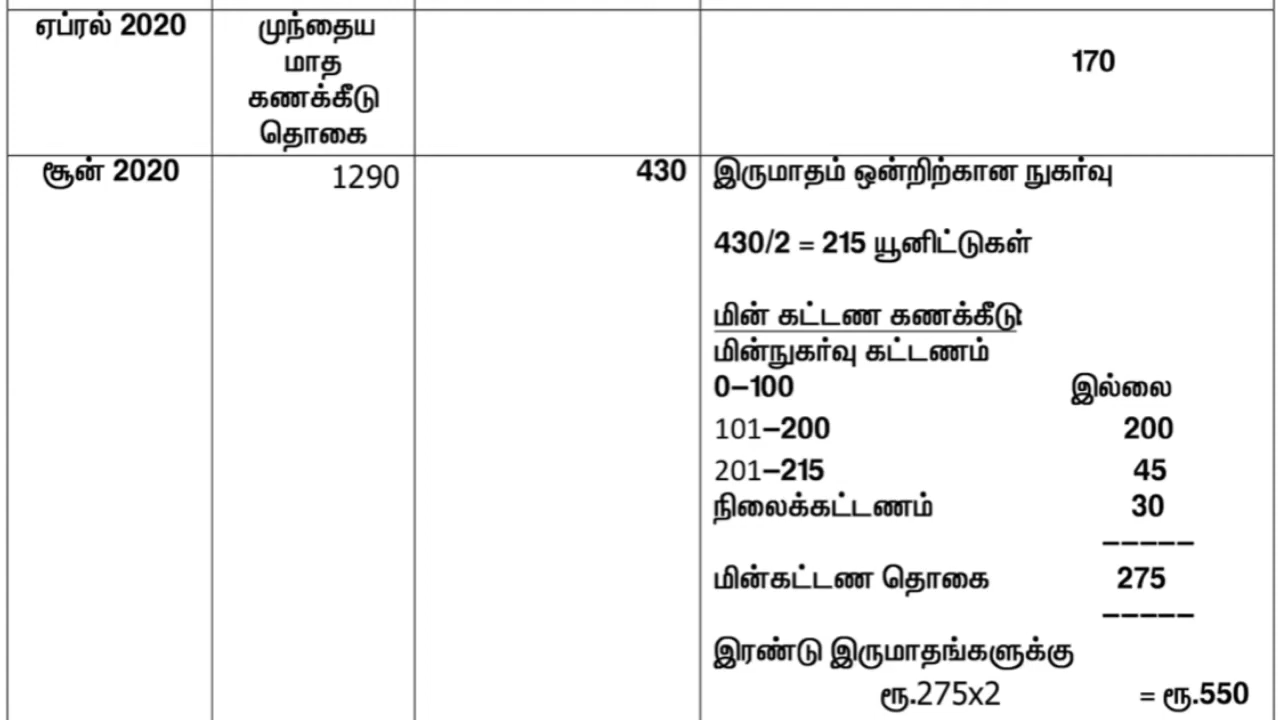 ஏப்ரல் 2020
முந்தைய
மாத
கணக்கீடு
தொகை
170
சூன் 2020
1290
430
இருமாதம் ஒன்றிற்கான நுகர்வு
430/2 = 215 யூனிட்டுகள்
மின் கட்டண கணக்கீடு:
மின்நுகர்வு கட்டணம்
0–100 இல்லை
101–200 200
201–215 45
நிலைக்கட்டணம் 30
–––––
மின்கட்டண தொகை 275
–––––
இரண்டு இருமாதங்களுக்கு
ரூ.275x2 = ரூ.550